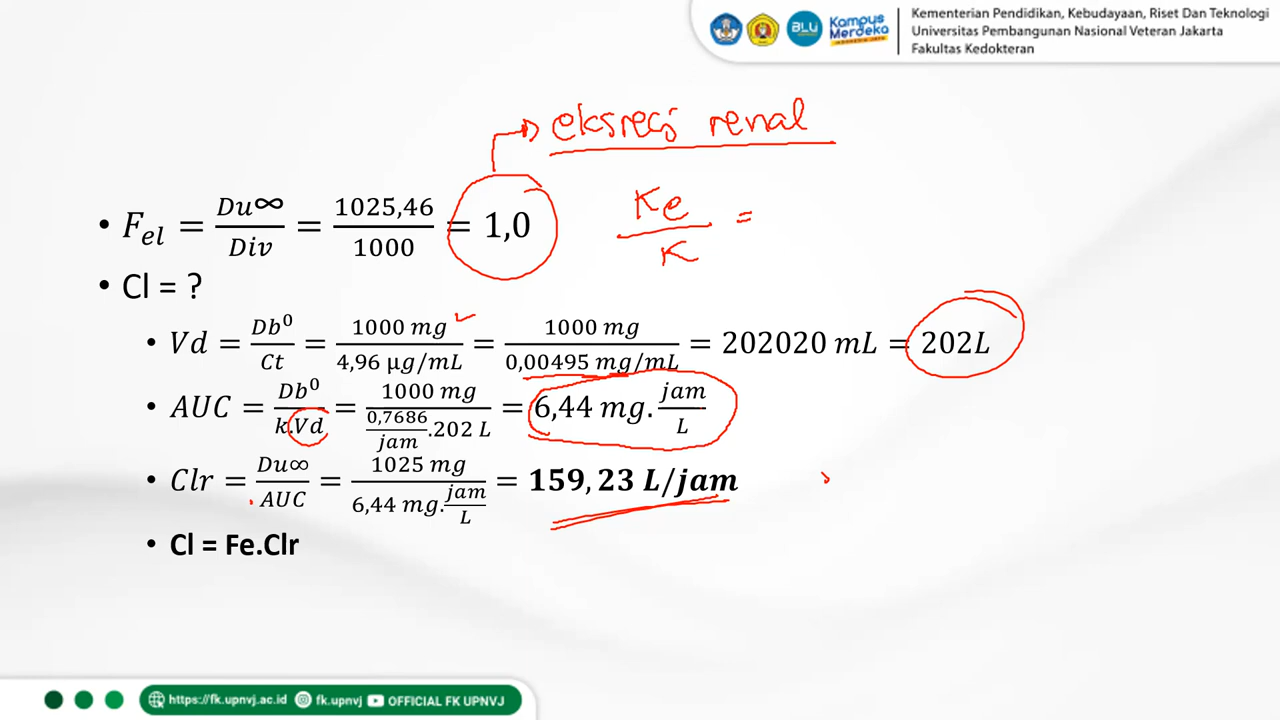 BLU
Kampus
Merdeka
INDONESIA JAYA
Kementerian Pendidikan, Kebudayaan, Riset Dan Teknologi
Universitas Pembangunan Nasional Veteran Jakarta
Fakultas Kedokteran
eksresi renal
• F_el = Du∞/Div = 1025,46/1000 = 1,0
Ke/K =
• Cl = ?
• Vd = Db⁰/Ct = 1000 mg/4,96 μg/mL = 1000 mg/0,00495 mg/mL = 202020 mL = 202L
• AUC = Db⁰/k.Vd = 1000 mg/(0,7686/jam.202 L) = 6,44 mg.jam/L
• Clr = Du∞/AUC = 1025 mg/(6,44 mg.jam/L) = 159,23 L/jam
• Cl = Fe.Clr
https://fk.upnvj.ac.id fk.upnvj OFFICIAL FK UPNVJ